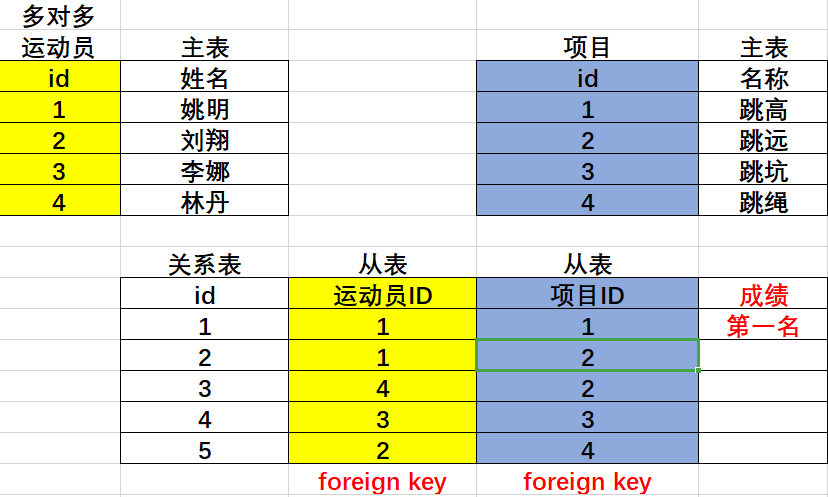 多对多
运动员 主表 项目 主表
id 姓名 id 名称
1 姚明 1 跳高
2 刘翔 2 跳远
3 李娜 3 跳坑
4 林丹 4 跳绳
关系表 从表 从表
id 运动员ID 项目ID 成绩
1 1 1 第一名
2 1 2
3 4 2
4 3 3
5 2 4
foreign key foreign key